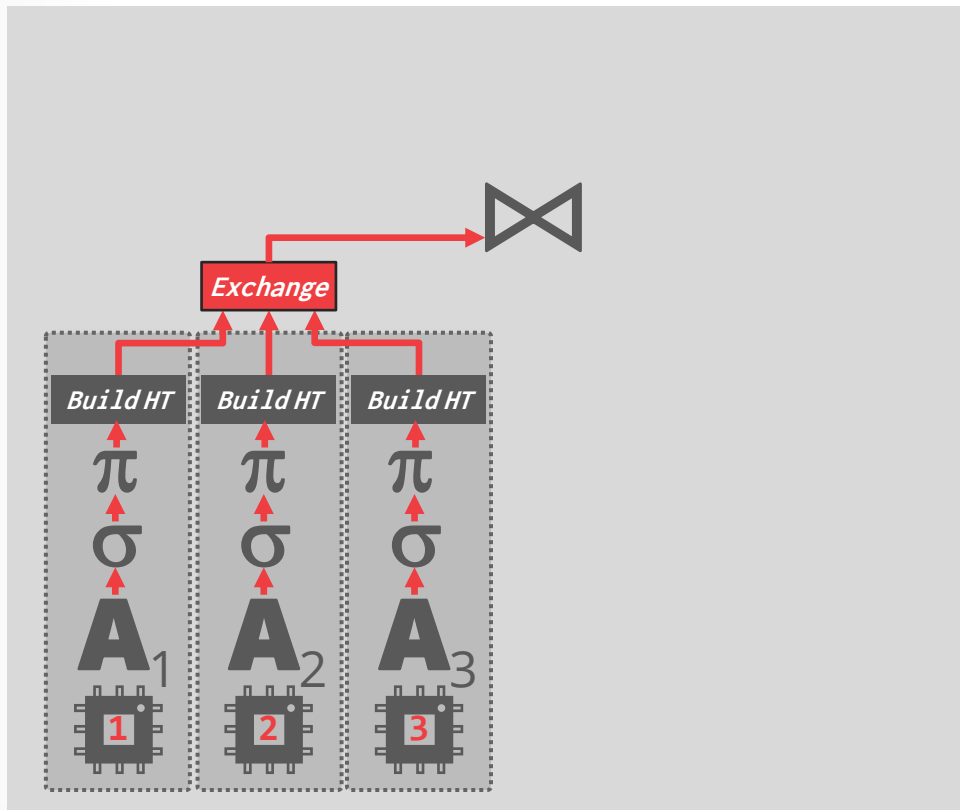 Exchange
Build HT Build HT Build HT
π π π
σ σ σ
A1 A2 A3
1 2 3